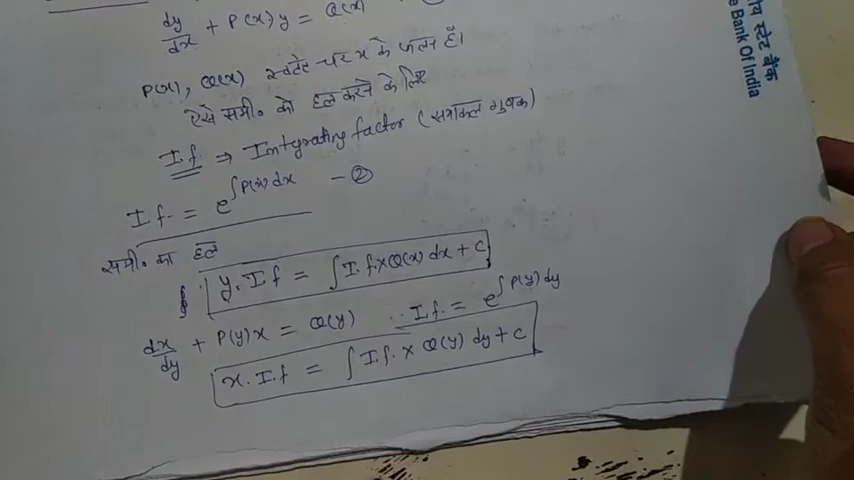 dy/dx + P(x)y = Q(x)
P(x), Q(x) स्वतंत्र चर x के फलन हैं।
ऐसे समी० को हल करने के लिए
I.f ⇒ Integrating factor (समाकल गुणक)
I.f. = e^∫P(x)dx - ②
समी० का हल
y. I.f = ∫I.f.×Q(x) dx + c
dx/dy + P(y)x = Q(y) ∴ I.f. = e^∫P(y)dy
x. I.f = ∫I.f. × Q(y) dy + c
ीय स्टेट बैंक
e Bank Of India